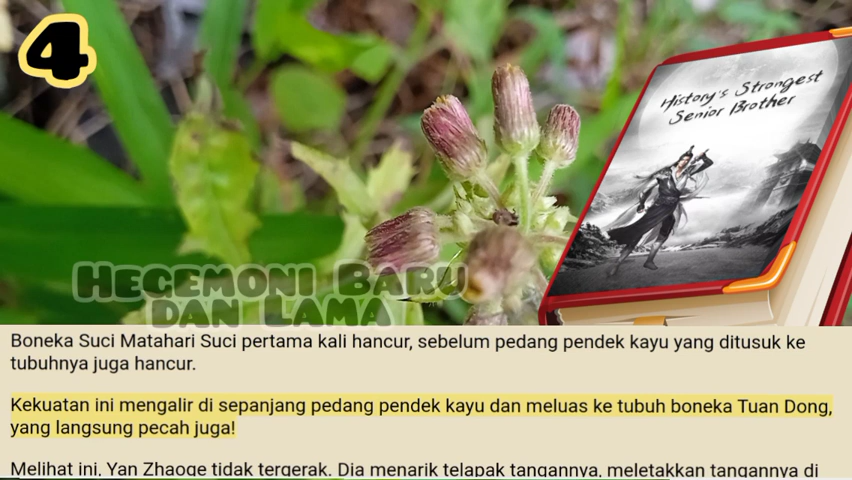 4
History's Strongest
Senior Brother
Hegemoni Baru
dan Lama
Boneka Suci Matahari Suci pertama kali hancur, sebelum pedang pendek kayu yang ditusuk ke
tubuhnya juga hancur.
Kekuatan ini mengalir di sepanjang pedang pendek kayu dan meluas ke tubuh boneka Tuan Dong,
yang langsung pecah juga!
Melihat ini, Yan Zhaoge tidak tergerak. Dia menarik telapak tangannya, meletakkan tangannya di